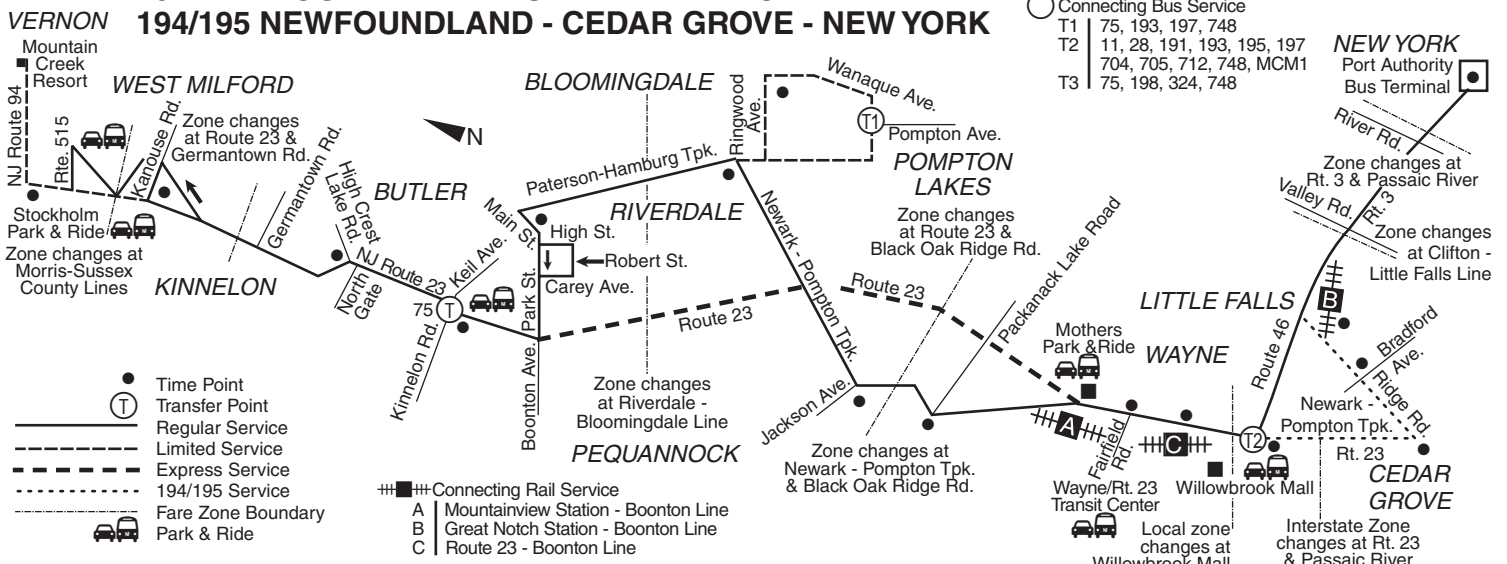 194/195 NEWFOUNDLAND - CEDAR GROVE - NEW YORK
Connecting Bus Service
T1 75, 193, 197, 748
T2 11, 28, 191, 193, 195, 197
704, 705, 712, 748, MCM1
T3 75, 198, 324, 748
VERNON
Mountain
Creek
Resort
NJ Route 94
Stockholm
Park & Ride
Zone changes at
Morris-Sussex
County Lines
Rte. 515
WEST MILFORD
Kanouse Rd.
Zone changes
at Route 23 &
Germantown Rd.
Germantown Rd.
KINNELON
High Crest
Lake Rd.
NJ Route 23
North
Gate
N
BUTLER
Keil Ave.
75 T
Kinnelon Rd.
Main St.
High St.
Robert St.
Carey Ave.
Park St.
Boonton Ave.
BLOOMINGDALE
Paterson-Hamburg Tpk.
RIVERDALE
Route 23
Zone changes
at Riverdale -
Bloomingdale Line
PEQUANNOCK
Ringwood
Ave.
Wanaque Ave.
T1
Pompton Ave.
POMPTON
LAKES
Newark - Pompton Tpk.
Zone changes
at Route 23 &
Black Oak Ridge Rd.
Route 23
Jackson Ave.
Packanack Lake Road
Zone changes at
Newark - Pompton Tpk.
& Black Oak Ridge Rd.
Mothers
Park &Ride
WAYNE
A
Fairfield
Rd.
C
Wayne/Rt. 23
Transit Center
Willowbrook Mall
Local zone
changes at
Willowbrook Mall
T2
Route 46
LITTLE FALLS
B
Newark -
Pompton Tpk.
Rt. 23
Bradford
Ave.
Ridge Rd.
CEDAR
GROVE
Interstate Zone
changes at Rt. 23
& Passaic River
NEW YORK
Port Authority
Bus Terminal
River Rd.
Zone changes at
Rt. 3 & Passaic River
Valley Rd.
Rt. 3
Zone changes
at Clifton -
Little Falls Line
Time Point
T Transfer Point
Regular Service
Limited Service
Express Service
194/195 Service
Fare Zone Boundary
Park & Ride
Connecting Rail Service
A Mountainview Station - Boonton Line
B Great Notch Station - Boonton Line
C Route 23 - Boonton Line